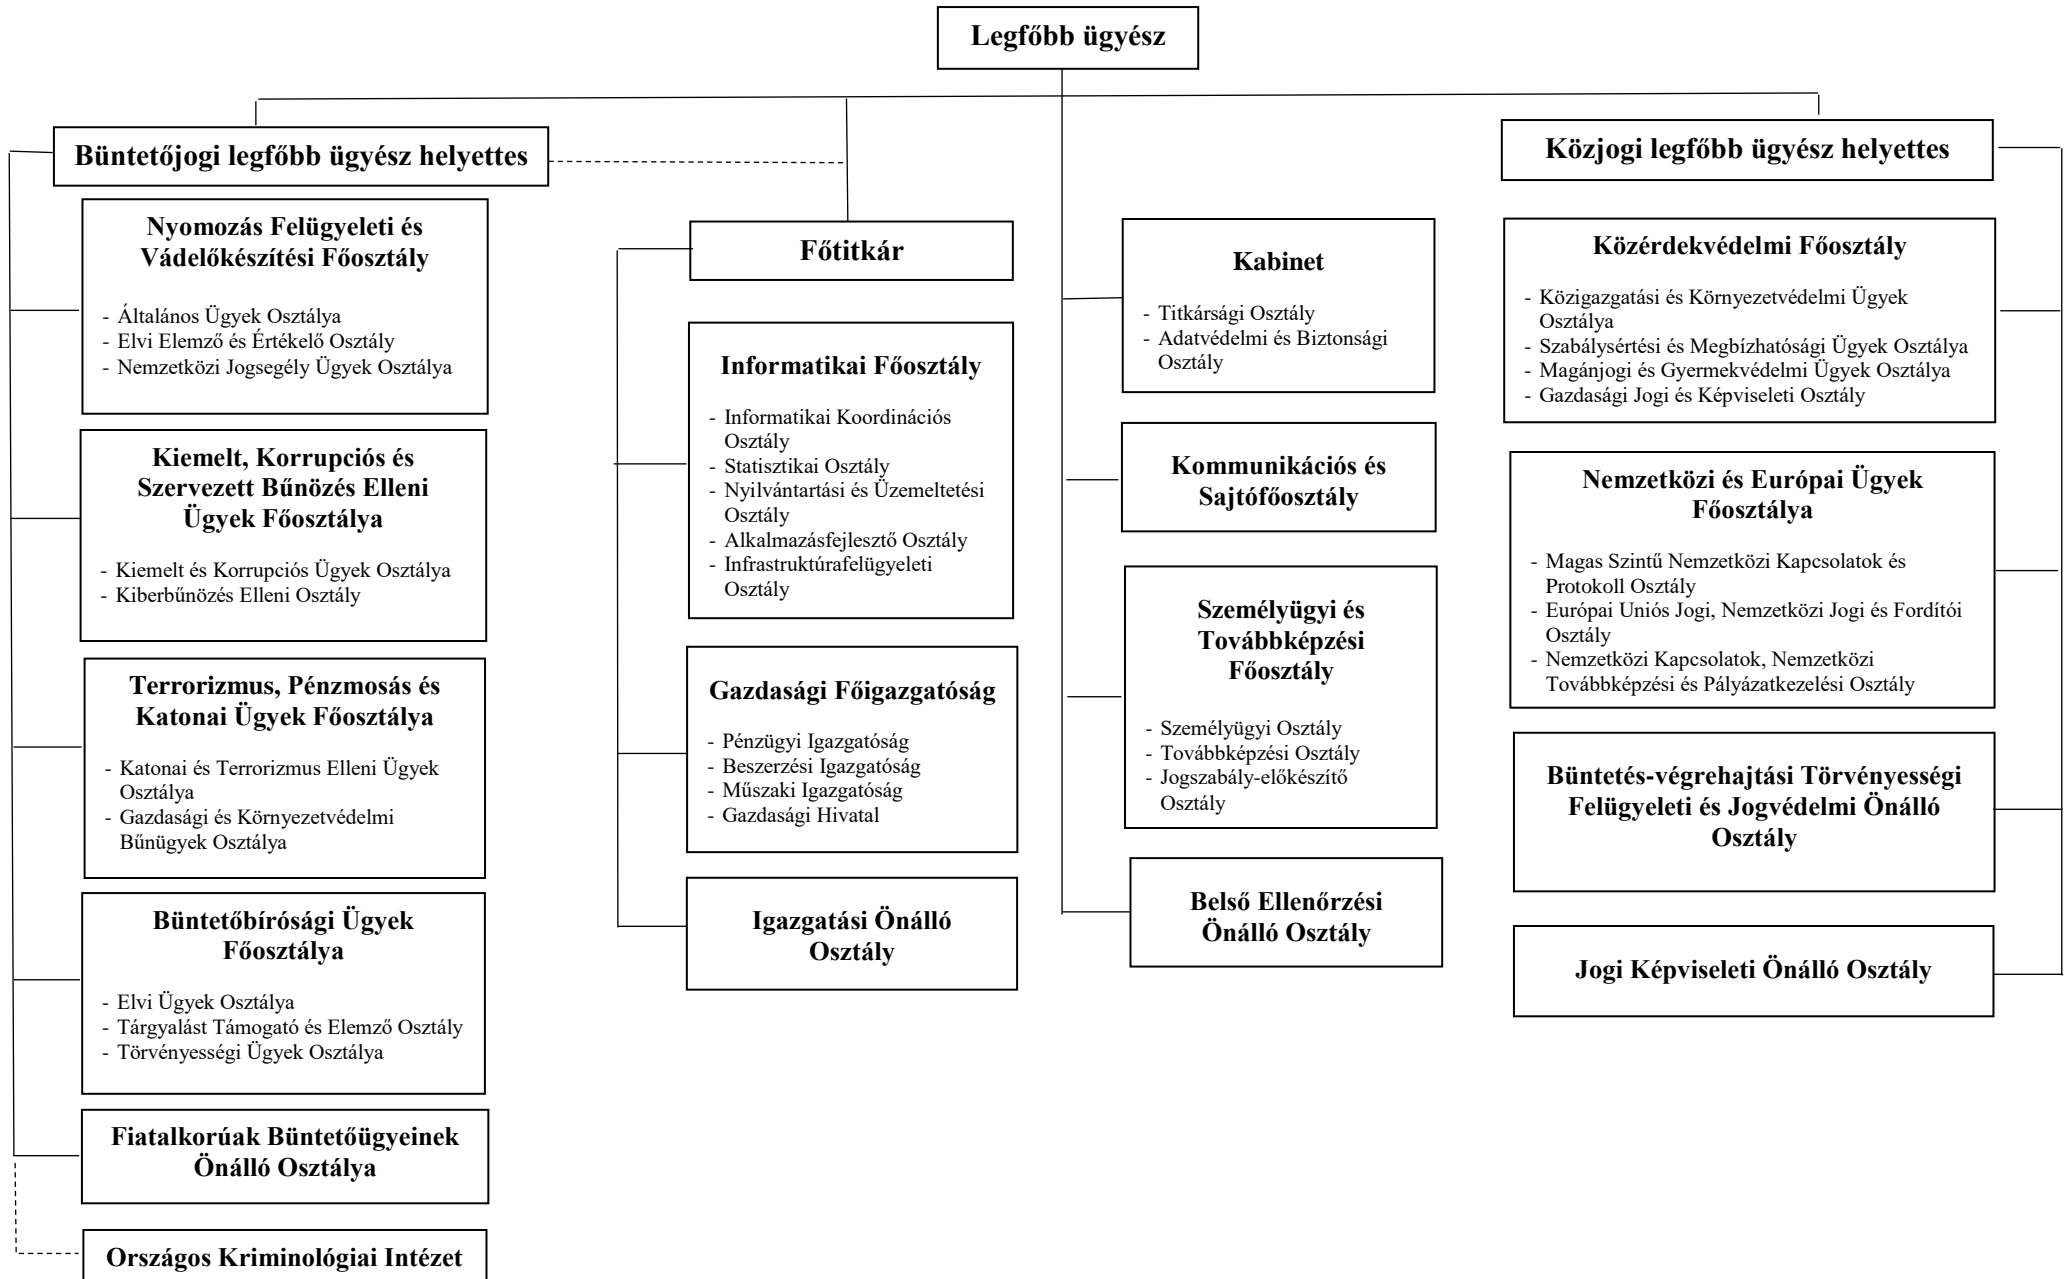 Legfőbb ügyész
Büntetőjogi legfőbb ügyész helyettes
Nyomozás Felügyeleti és
Vádelőkészítési Főosztály
- Általános Ügyek Osztálya
- Elvi Elemző és Értékelő Osztály
- Nemzetközi Jogsegély Ügyek Osztálya
Kiemelt, Korrupciós és
Szervezett Bűnözés Elleni
Ügyek Főosztálya
- Kiemelt és Korrupciós Ügyek Osztálya
- Kiberbűnözés Elleni Osztály
Terrorizmus, Pénzmosás és
Katonai Ügyek Főosztálya
- Katonai és Terrorizmus Elleni Ügyek
Osztálya
- Gazdasági és Környezetvédelmi
Bűnügyek Osztálya
Büntetőbírósági Ügyek
Főosztálya
- Elvi Ügyek Osztálya
- Tárgyalást Támogató és Elemző Osztály
- Törvényességi Ügyek Osztálya
Fiatalkorúak Büntetőügyeinek
Önálló Osztálya
Országos Kriminológiai Intézet
Főtitkár
Informatikai Főosztály
- Informatikai Koordinációs
Osztály
- Statisztikai Osztály
- Nyilvántartási és Üzemeltetési
Osztály
- Alkalmazásfejlesztő Osztály
- Infrastruktúrafelügyeleti
Osztály
Gazdasági Főigazgatóság
- Pénzügyi Igazgatóság
- Beszerzési Igazgatóság
- Műszaki Igazgatóság
- Gazdasági Hivatal
Igazgatási Önálló
Osztály
Kabinet
- Titkársági Osztály
- Adatvédelmi és Biztonsági
Osztály
Kommunikációs és
Sajtófőosztály
Személyügyi és
Továbbképzési
Főosztály
- Személyügyi Osztály
- Továbbképzési Osztály
- Jogszabály-előkészítő
Osztály
Belső Ellenőrzési
Önálló Osztály
Közjogi legfőbb ügyész helyettes
Közérdekvédelmi Főosztály
- Közigazgatási és Környezetvédelmi Ügyek
Osztálya
- Szabálysértési és Megbízhatósági Ügyek Osztálya
- Magánjogi és Gyermekvédelmi Ügyek Osztálya
- Gazdasági Jogi és Képviseleti Osztály
Nemzetközi és Európai Ügyek
Főosztálya
- Magas Szintű Nemzetközi Kapcsolatok és
Protokoll Osztály
- Európai Uniós Jogi, Nemzetközi Jogi és Fordítói
Osztály
- Nemzetközi Kapcsolatok, Nemzetközi
Továbbképzési és Pályázatkezelési Osztály
Büntetés-végrehajtási Törvényességi
Felügyeleti és Jogvédelmi Önálló
Osztály
Jogi Képviseleti Önálló Osztály